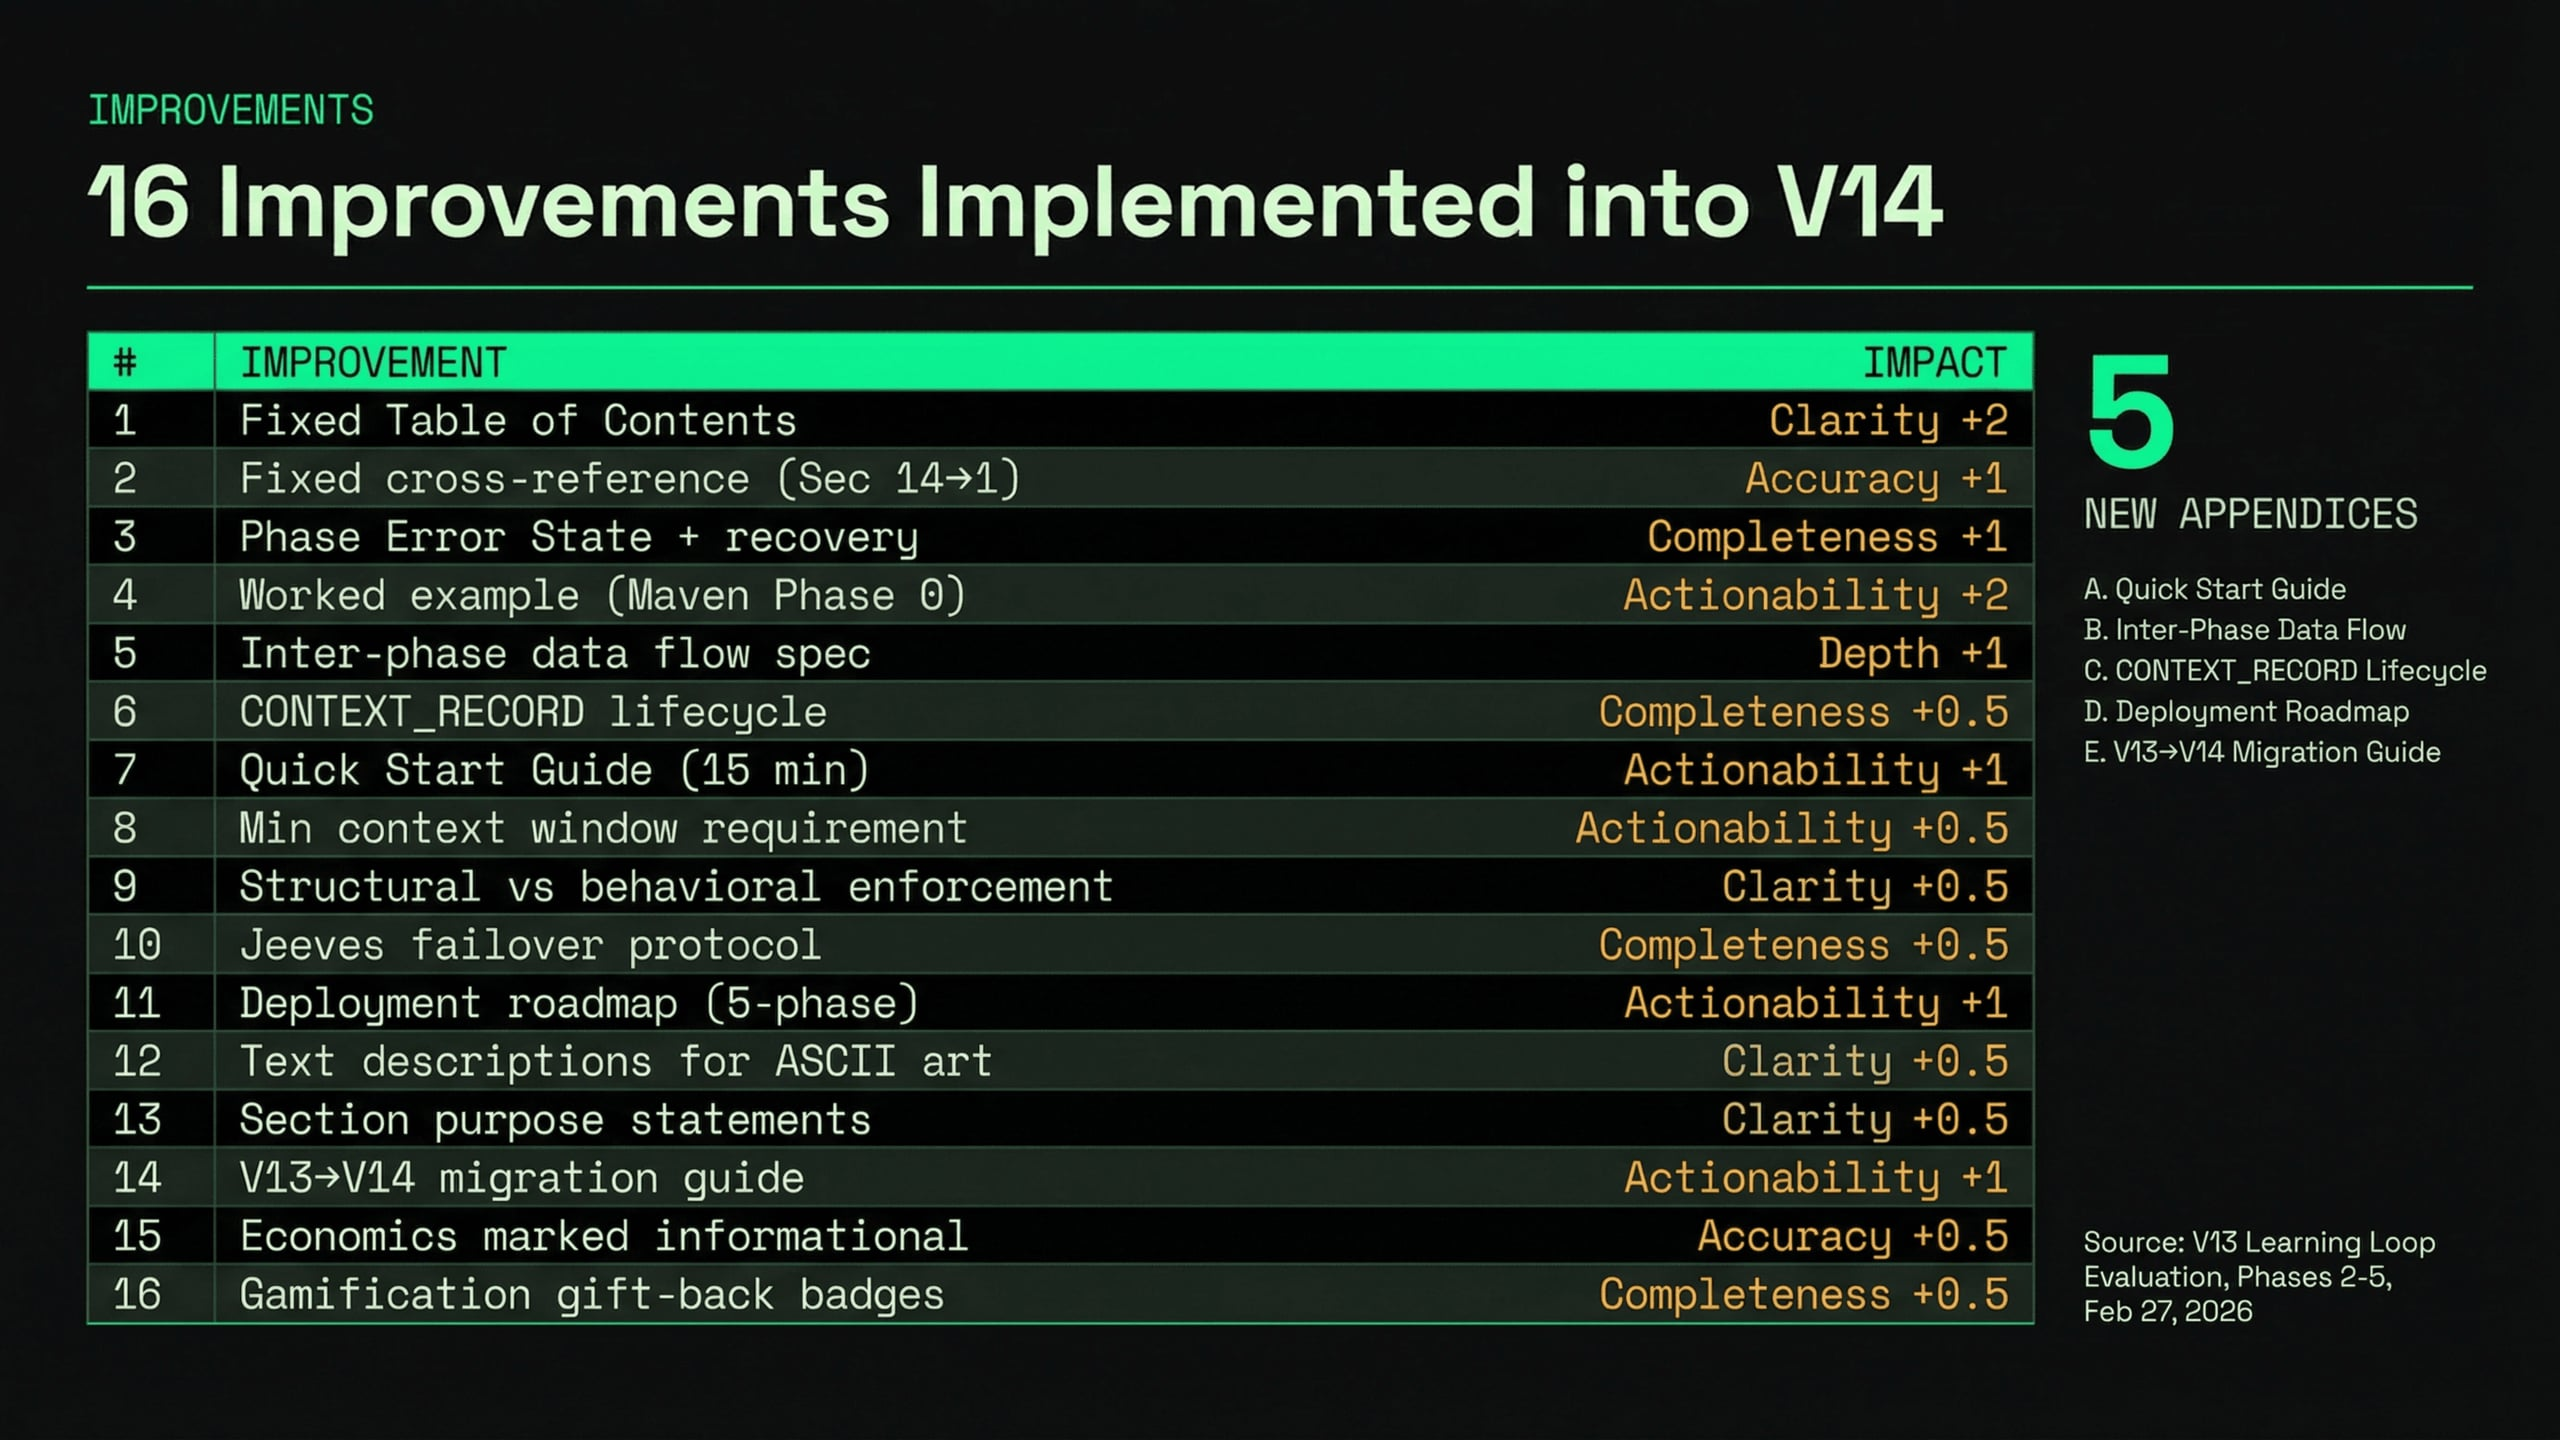 IMPROVEMENTS
16 Improvements Implemented into V14
# IMPROVEMENT IMPACT
1 Fixed Table of Contents Clarity +2
2 Fixed cross-reference (Sec 14→1) Accuracy +1
3 Phase Error State + recovery Completeness +1
4 Worked example (Maven Phase 0) Actionability +2
5 Inter-phase data flow spec Depth +1
6 CONTEXT_RECORD lifecycle Completeness +0.5
7 Quick Start Guide (15 min) Actionability +1
8 Min context window requirement Actionability +0.5
9 Structural vs behavioral enforcement Clarity +0.5
10 Jeeves failover protocol Completeness +0.5
11 Deployment roadmap (5-phase) Actionability +1
12 Text descriptions for ASCII art Clarity +0.5
13 Section purpose statements Clarity +0.5
14 V13→V14 migration guide Actionability +1
15 Economics marked informational Accuracy +0.5
16 Gamification gift-back badges Completeness +0.5
5
NEW APPENDICES
A. Quick Start Guide
B. Inter-Phase Data Flow
C. CONTEXT_RECORD Lifecycle
D. Deployment Roadmap
E. V13→V14 Migration Guide
Source: V13 Learning Loop
Evaluation, Phases 2-5,
Feb 27, 2026